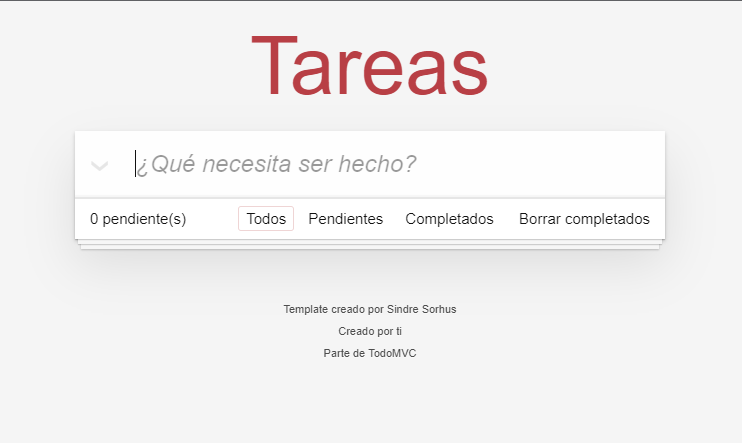 Tareas
¿Qué necesita ser hecho?
0 pendiente(s) Todos Pendientes Completados Borrar completados
Template creado por Sindre Sorhus
Creado por ti
Parte de TodoMVC